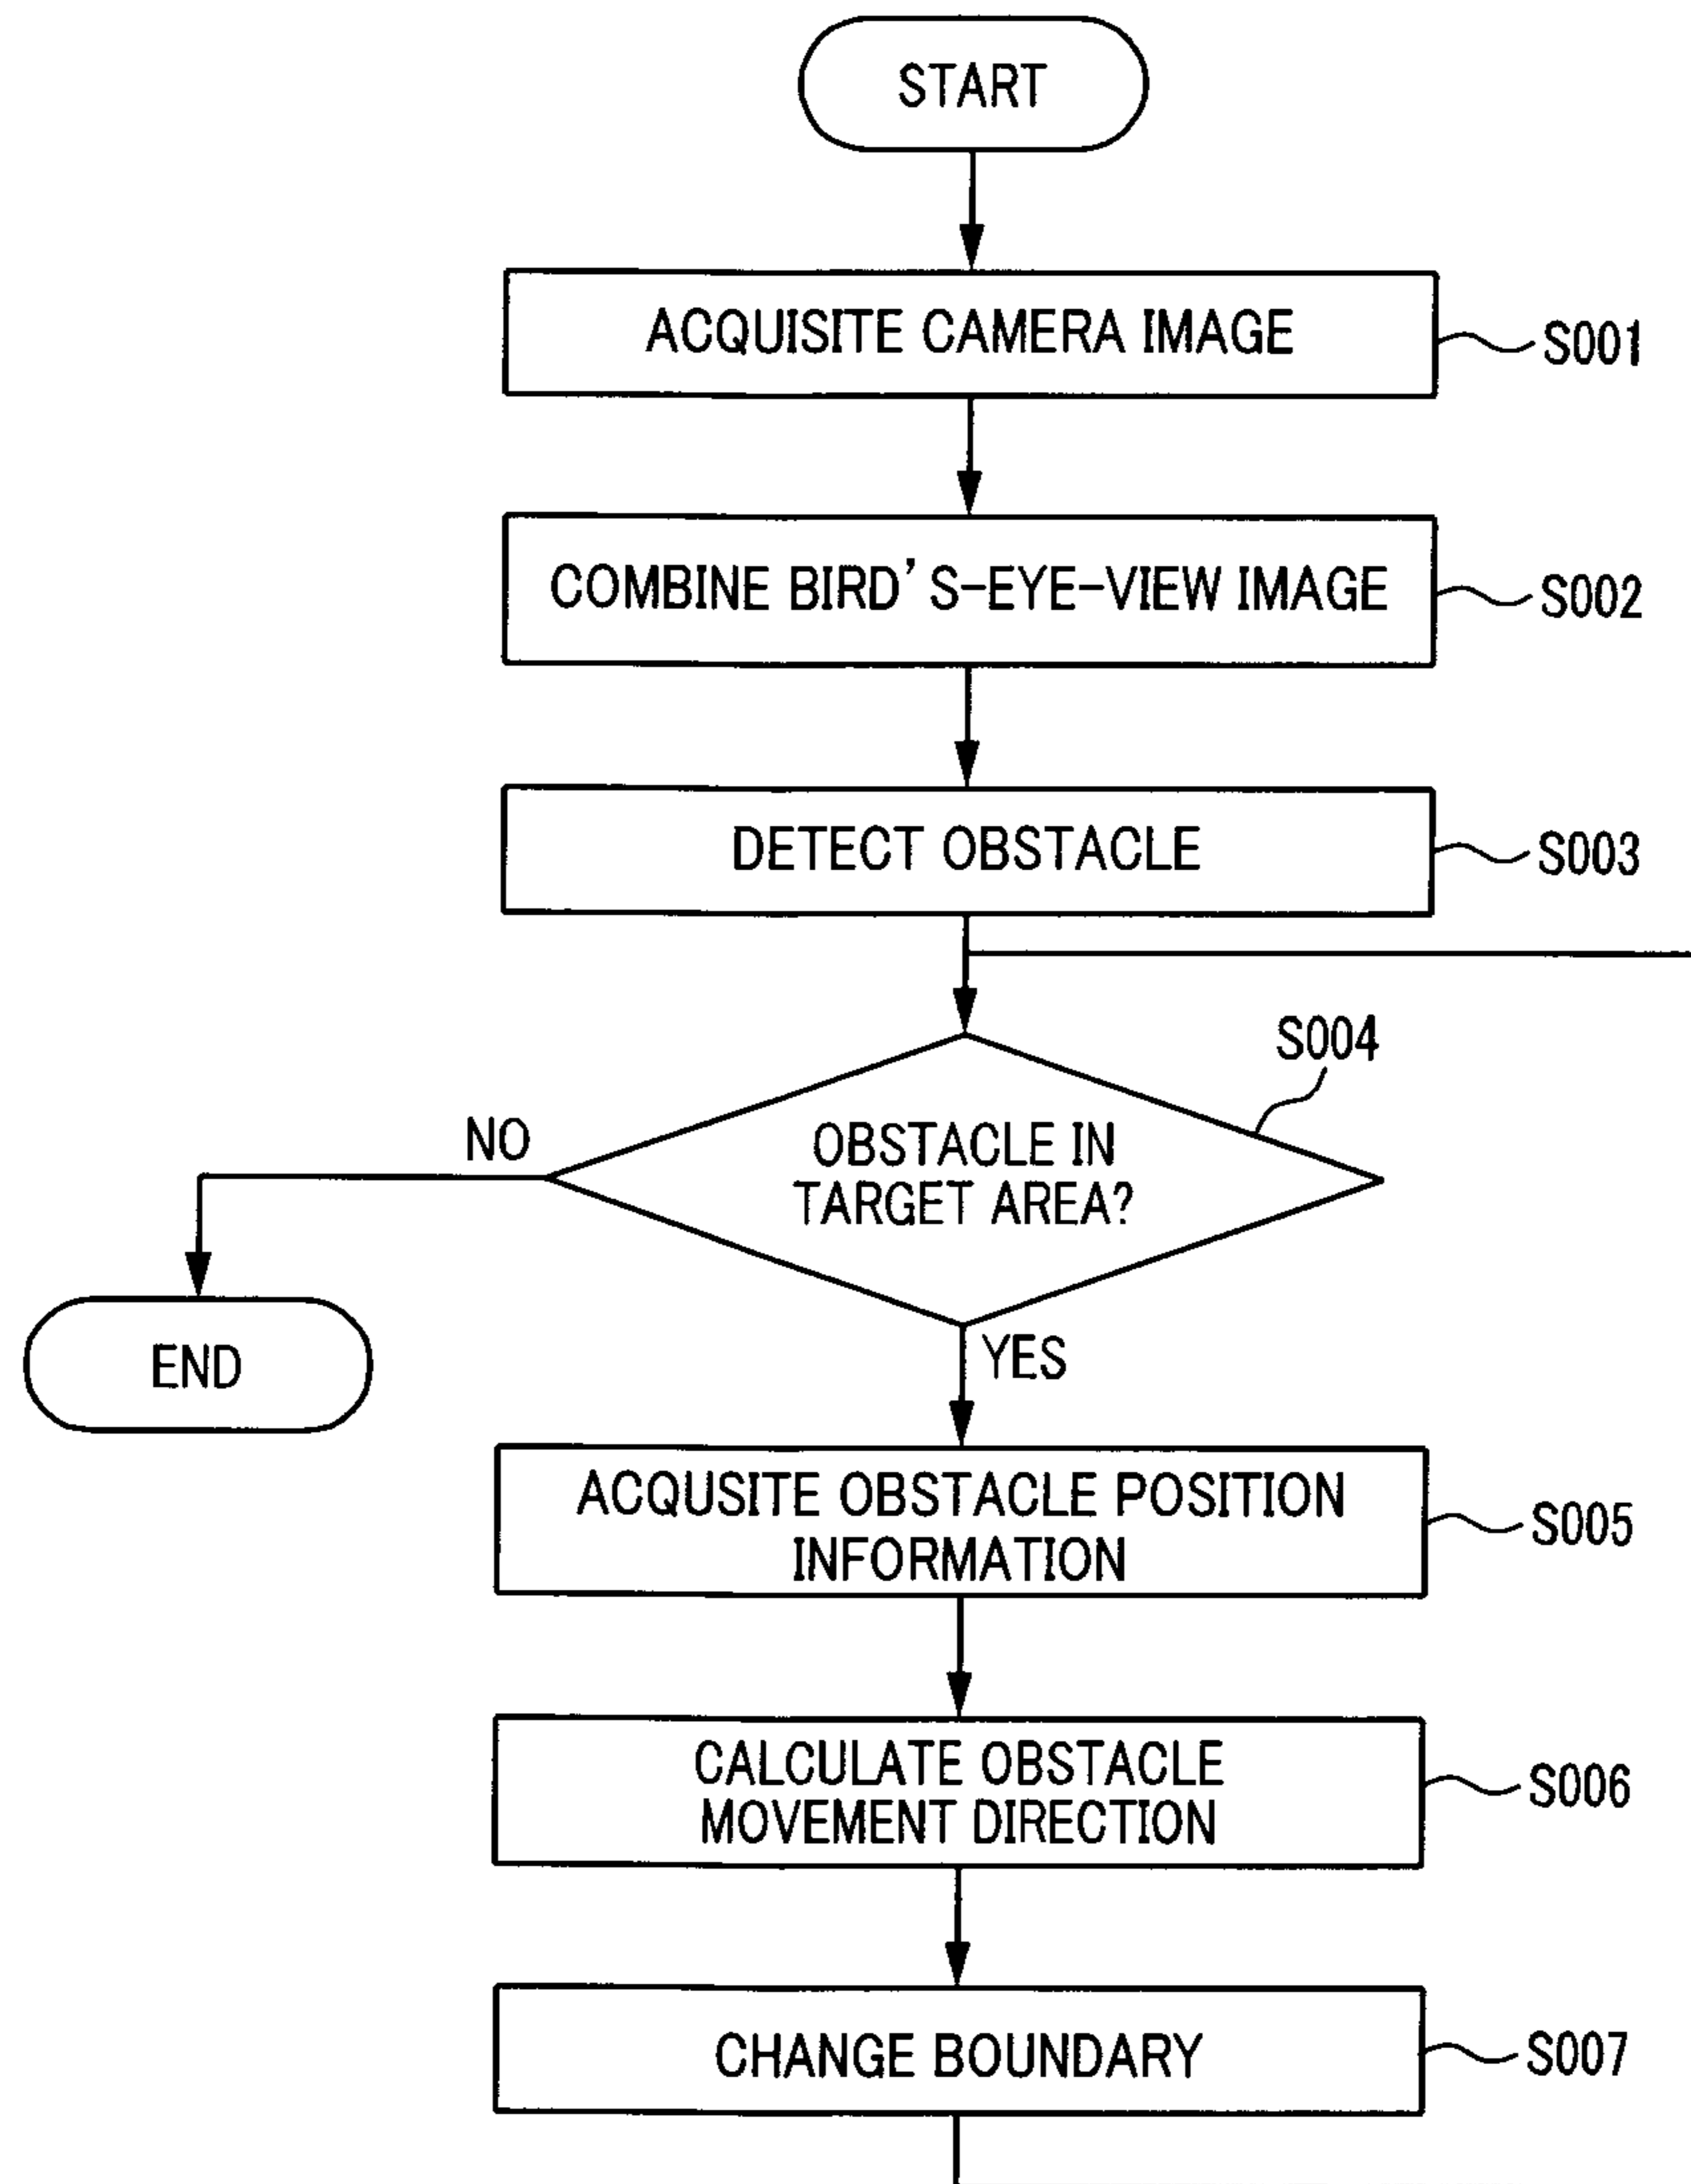 START
ACQUISITE CAMERA IMAGE
S001
COMBINE BIRD'S-EYE-VIEW IMAGE
S002
DETECT OBSTACLE
S003
S004
NO
OBSTACLE IN
TARGET AREA?
END
YES
ACQUSITE OBSTACLE POSITION
INFORMATION
S005
CALCULATE OBSTACLE
MOVEMENT DIRECTION
S006
CHANGE BOUNDARY
S007